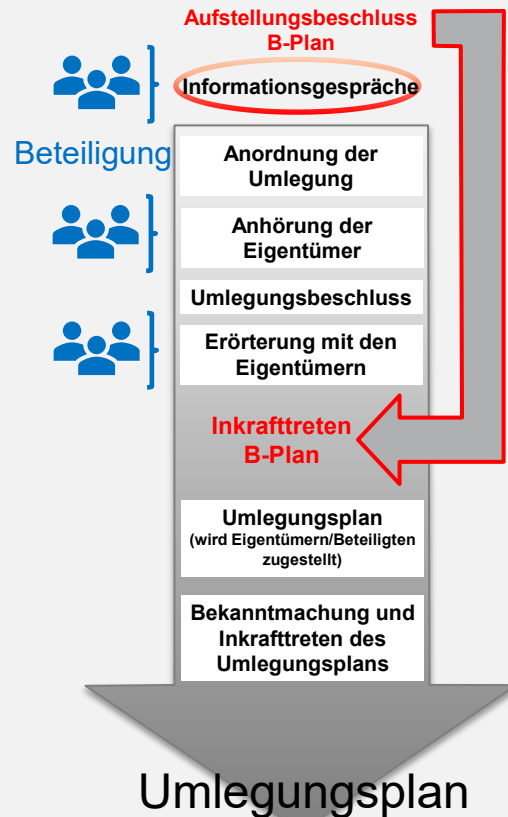 Aufstellungsbeschluss
B-Plan
Informationsgespräche
Beteiligung
Anordnung der
Umlegung
Anhörung der
Eigentümer
Umlegungsbeschluss
Erörterung mit den
Eigentümern
Inkrafttreten
B-Plan
Umlegungsplan
(wird Eigentümern/Beteiligten
zugestellt)
Bekanntmachung und
Inkrafttreten des
Umlegungsplans
Umlegungsplan